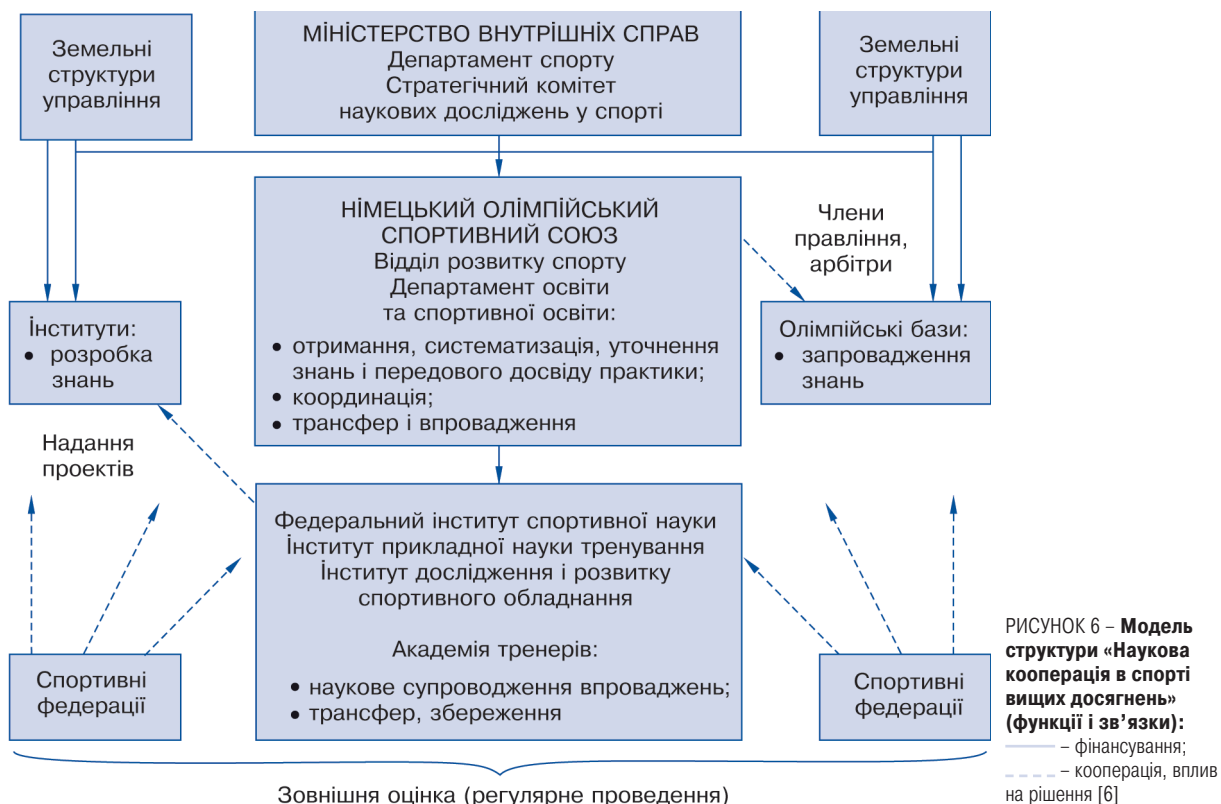 Земельні
структури
управління
МІНІСТЕРСТВО ВНУТРІШНІХ СПРАВ
Департамент спорту
Стратегічний комітет
наукових досліджень у спорті
Земельні
структури
управління
НІМЕЦЬКИЙ ОЛІМПІЙСЬКИЙ
СПОРТИВНИЙ СОЮЗ
Відділ розвитку спорту
Департамент освіти
та спортивної освіти:
• отримання, систематизація, уточнення
знань і передового досвіду практики;
• координація;
• трансфер і впровадження
Члени
правління,
арбітри
Інститути:
• розробка
знань
Олімпійські бази:
• запровадження
знань
Надання
проектів
Федеральний інститут спортивної науки
Інститут прикладної науки тренування
Інститут дослідження і розвитку
спортивного обладнання
Академія тренерів:
• наукове супроводження впроваджень;
• трансфер, збереження
Спортивні
федерації
Спортивні
федерації
Зовнішня оцінка (регулярне проведення)
РИСУНОК 6 – Модель
структури «Наукова
кооперація в спорті
вищих досягнень»
(функції і зв’язки):
– фінансування;
– кооперація, вплив
на рішення [6]